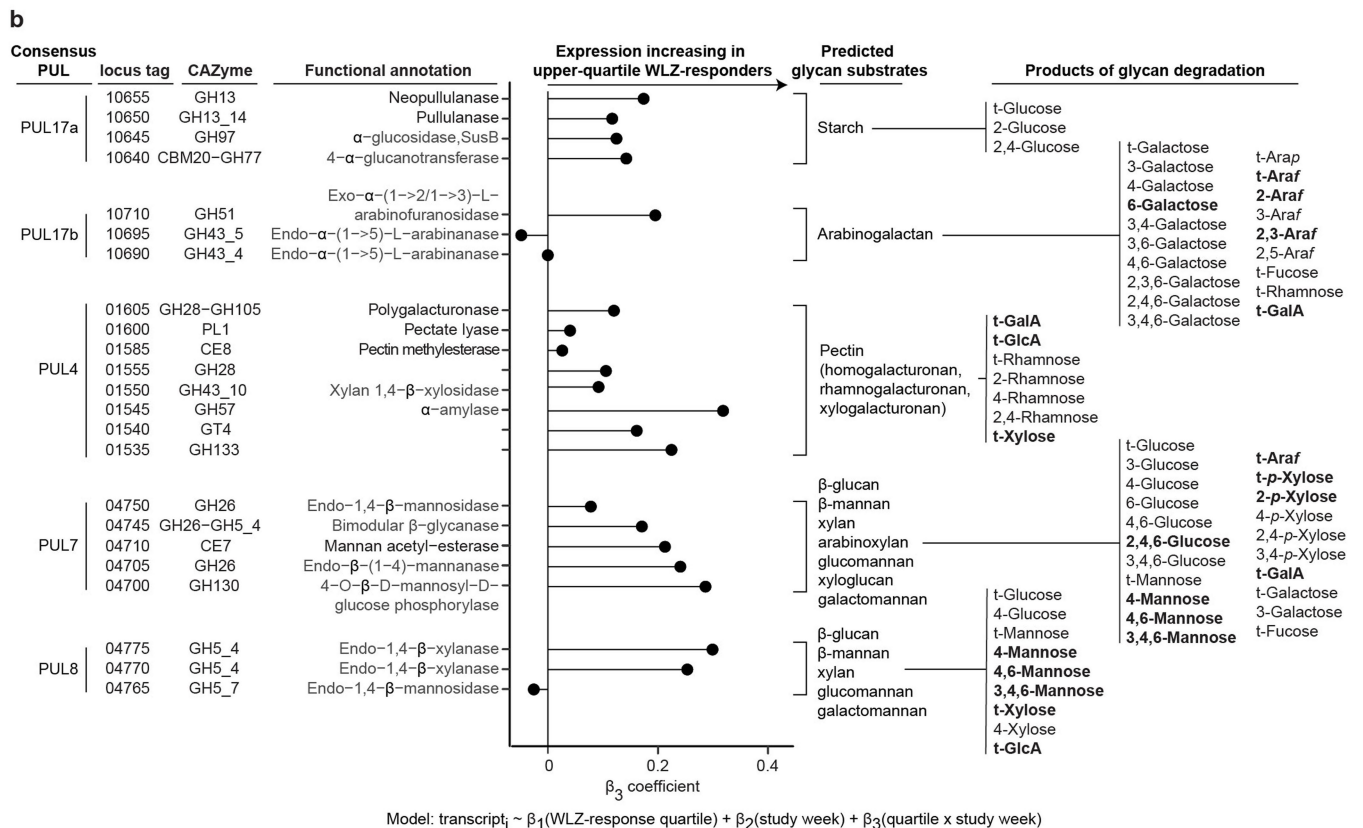 b
Consensus PUL locus tag CAZyme Functional annotation Expression increasing in upper-quartile WLZ-responders Predicted glycan substrates Products of glycan degradation
PUL17a
10655 GH13 Neopullulanase
10650 GH13_14 Pullulanase
10645 GH97 α−glucosidase,SusB
10640 CBM20−GH77 4−α−glucanotransferase
Starch
t-Glucose
2-Glucose
2,4-Glucose
PUL17b
10710 GH51 Exo−α−(1−>2/1−>3)−L−
arabinofuranosidase
10695 GH43_5 Endo−α−(1−>5)−L−arabinanase
10690 GH43_4 Endo−α−(1−>5)−L−arabinanase
Arabinogalactan
t-Galactose
3-Galactose
4-Galactose
6-Galactose
3,4-Galactose
3,6-Galactose
4,6-Galactose
2,3,6-Galactose
2,4,6-Galactose
3,4,6-Galactose
t-Arap
t-Araf
2-Araf
3-Araf
2,3-Araf
2,5-Araf
t-Fucose
t-Rhamnose
t-GalA
PUL4
01605 GH28−GH105 Polygalacturonase
01600 PL1 Pectate lyase
01585 CE8 Pectin methylesterase
01555 GH28
01550 GH43_10 Xylan 1,4−β−xylosidase
01545 GH57 α−amylase
01540 GT4
01535 GH133
Pectin
(homogalacturonan,
rhamnogalacturonan,
xylogalacturonan)
t-GalA
t-GlcA
t-Rhamnose
2-Rhamnose
4-Rhamnose
2,4-Rhamnose
t-Xylose
PUL7
04750 GH26 Endo−1,4−β−mannosidase
04745 GH26−GH5_4 Bimodular β−glycanase
04710 CE7 Mannan acetyl−esterase
04705 GH26 Endo−β−(1−4)−mannanase
04700 GH130 4−O−β−D−mannosyl−D−
glucose phosphorylase
β-glucan
β-mannan
xylan
arabinoxylan
glucomannan
xyloglucan
galactomannan
t-Glucose
3-Glucose
4-Glucose
6-Glucose
4,6-Glucose
2,4,6-Glucose
3,4,6-Glucose
t-Mannose
4-Mannose
4,6-Mannose
3,4,6-Mannose
t-Araf
t-p-Xylose
2-p-Xylose
4-p-Xylose
2,4-p-Xylose
3,4-p-Xylose
t-GalA
t-Galactose
3-Galactose
t-Fucose
PUL8
04775 GH5_4 Endo−1,4−β−xylanase
04770 GH5_4 Endo−1,4−β−xylanase
04765 GH5_7 Endo−1,4−β−mannosidase
β-glucan
β-mannan
xylan
glucomannan
galactomannan
t-Glucose
4-Glucose
t-Mannose
4-Mannose
4,6-Mannose
3,4,6-Mannose
t-Xylose
4-Xylose
t-GlcA
0 0.2 0.4
β3 coefficient
Model: transcripti ~ β1(WLZ-response quartile) + β2(study week) + β3(quartile x study week)